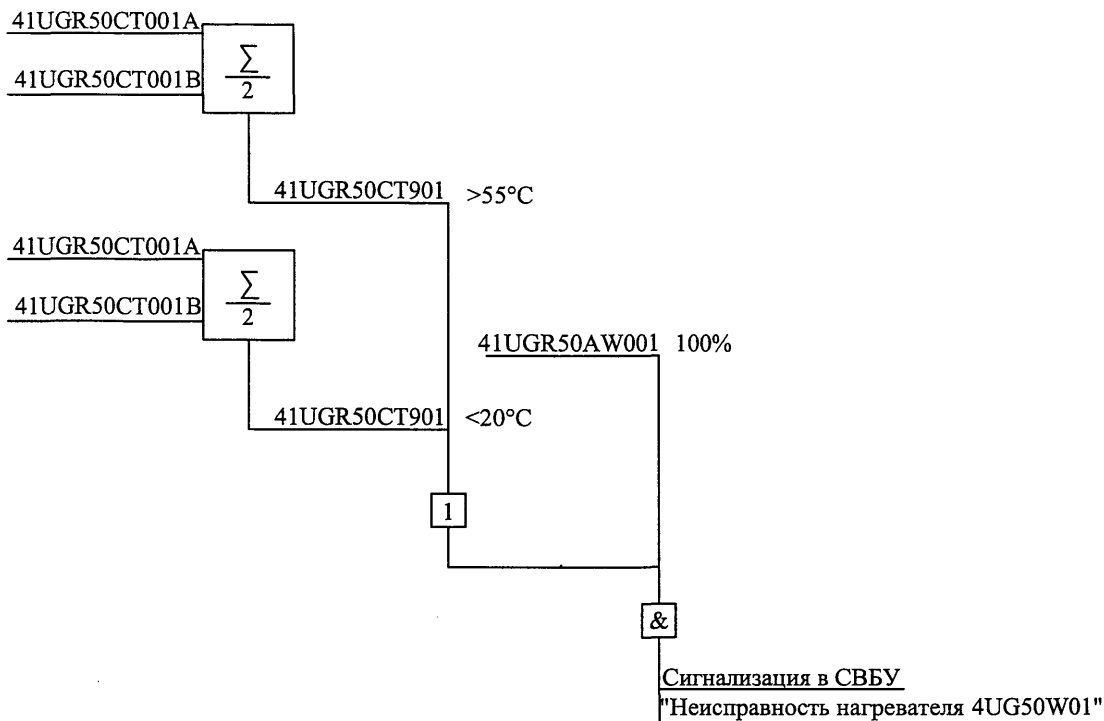 41UGR50CT001A
Σ
41UGR50CT001B
2
41UGR50CT901 >55°C
41UGR50CT001A
Σ
41UGR50CT001B
2
41UGR50AW001 100%
41UGR50CT901 <20°C
1
&
Сигнализация в СВБУ
"Неисправность нагревателя 4UG50W01"